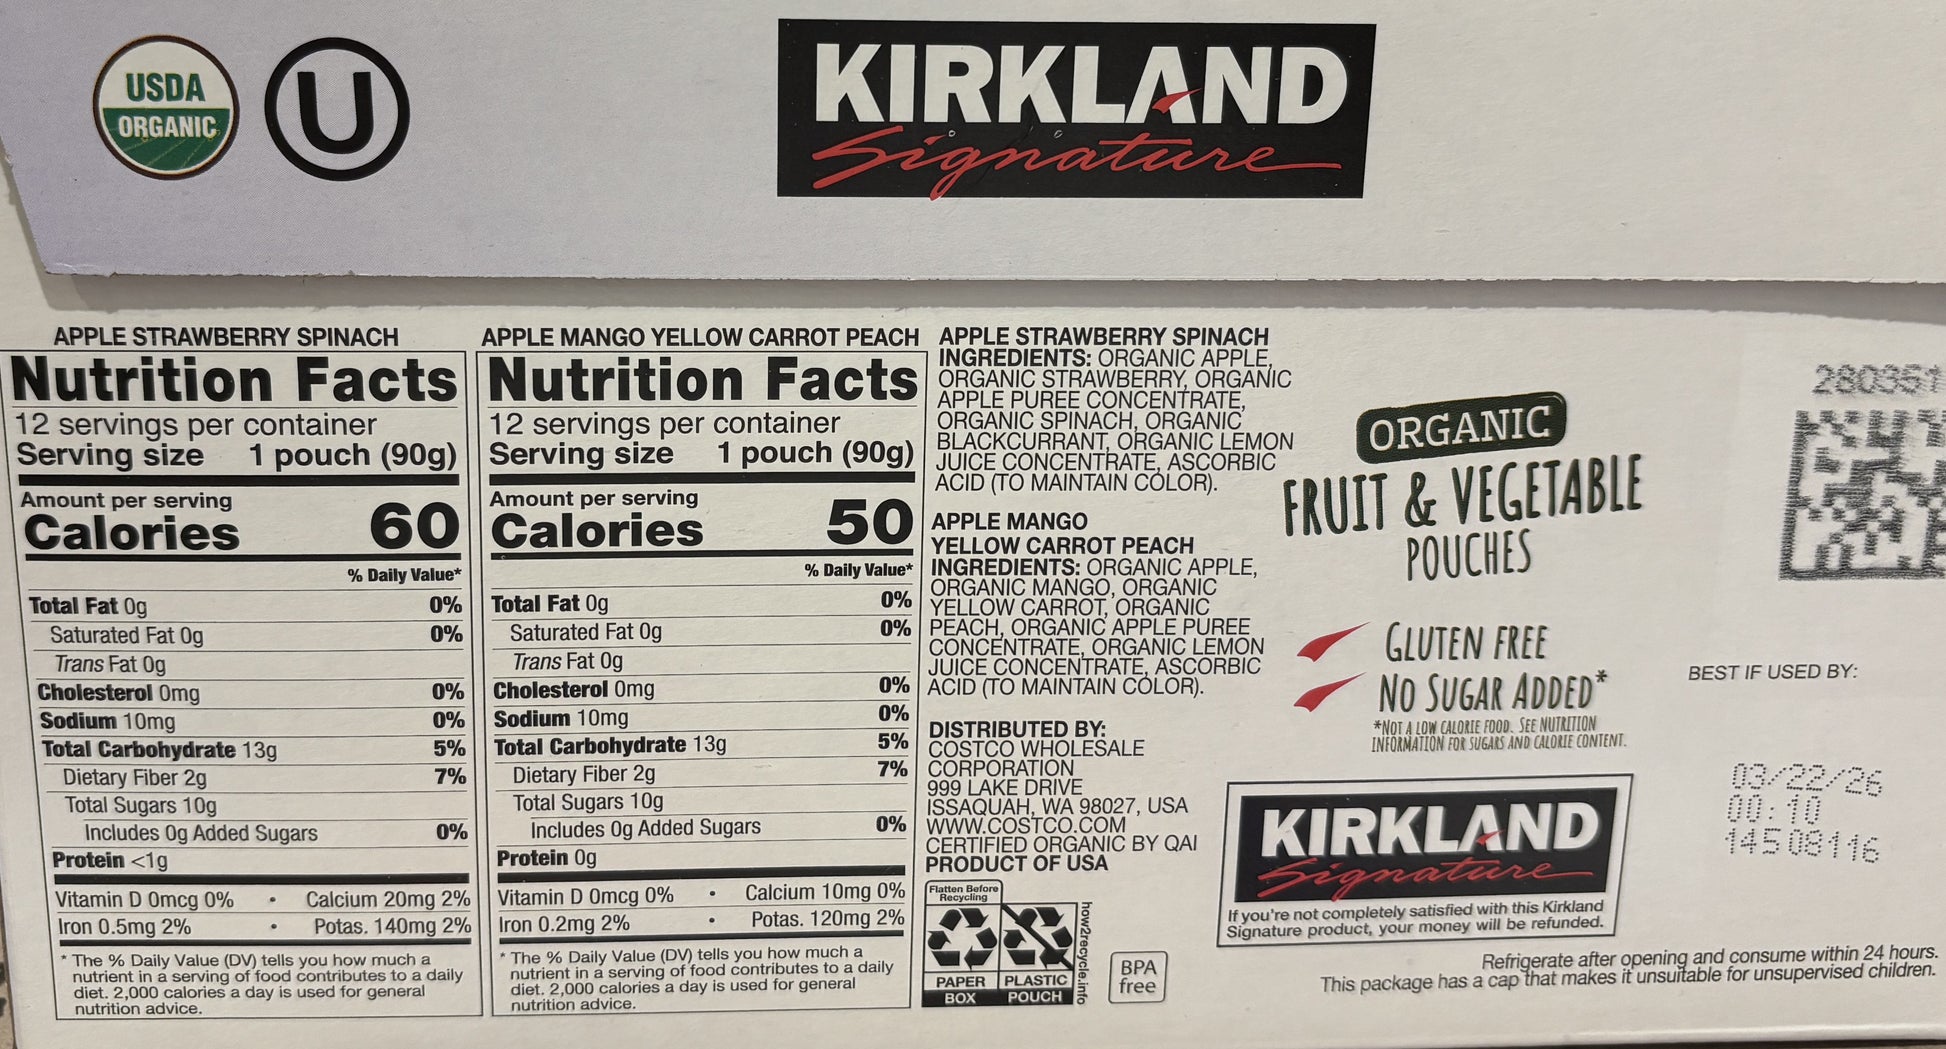 USDA
ORGANIC
U
KIRKLAND
Signature
APPLE STRAWBERRY SPINACH
Nutrition Facts
12 servings per container
Serving size 1 pouch (90g)
Amount per serving
Calories 60
% Daily Value*
Total Fat 0g 0%
Saturated Fat 0g 0%
Trans Fat 0g
Cholesterol 0mg 0%
Sodium 10mg 0%
Total Carbohydrate 13g 5%
Dietary Fiber 2g 7%
Total Sugars 10g
Includes 0g Added Sugars 0%
Protein <1g
Vitamin D 0mcg 0% • Calcium 20mg 2%
Iron 0.5mg 2% • Potas. 140mg 2%
* The % Daily Value (DV) tells you how much a
nutrient in a serving of food contributes to a daily
diet. 2,000 calories a day is used for general
nutrition advice.
APPLE MANGO YELLOW CARROT PEACH
Nutrition Facts
12 servings per container
Serving size 1 pouch (90g)
Amount per serving
Calories 50
% Daily Value*
Total Fat 0g 0%
Saturated Fat 0g 0%
Trans Fat 0g
Cholesterol 0mg 0%
Sodium 10mg 0%
Total Carbohydrate 13g 5%
Dietary Fiber 2g 7%
Total Sugars 10g
Includes 0g Added Sugars 0%
Protein 0g
Vitamin D 0mcg 0% • Calcium 10mg 0%
Iron 0.2mg 2% • Potas. 120mg 2%
* The % Daily Value (DV) tells you how much a
nutrient in a serving of food contributes to a daily
diet. 2,000 calories a day is used for general
nutrition advice.
APPLE STRAWBERRY SPINACH
INGREDIENTS: ORGANIC APPLE,
ORGANIC STRAWBERRY, ORGANIC
APPLE PUREE CONCENTRATE,
ORGANIC SPINACH, ORGANIC
BLACKCURRANT, ORGANIC LEMON
JUICE CONCENTRATE, ASCORBIC
ACID (TO MAINTAIN COLOR).
APPLE MANGO
YELLOW CARROT PEACH
INGREDIENTS: ORGANIC APPLE,
ORGANIC MANGO, ORGANIC
YELLOW CARROT, ORGANIC
PEACH, ORGANIC APPLE PUREE
CONCENTRATE, ORGANIC LEMON
JUICE CONCENTRATE, ASCORBIC
ACID (TO MAINTAIN COLOR).
DISTRIBUTED BY:
COSTCO WHOLESALE
CORPORATION
999 LAKE DRIVE
ISSAQUAH, WA 98027, USA
WWW.COSTCO.COM
CERTIFIED ORGANIC BY QAI
PRODUCT OF USA
Flatten Before
Recycling
PAPER
BOX
PLASTIC
POUCH
how2recycle.info
BPA
free
ORGANIC
FRUIT & VEGETABLE
POUCHES
GLUTEN FREE
NO SUGAR ADDED*
*NOT A LOW CALORIE FOOD. SEE NUTRITION
INFORMATION FOR SUGARS AND CALORIE CONTENT.
KIRKLAND
Signature
If you're not completely satisfied with this Kirkland
Signature product, your money will be refunded.
280351
BEST IF USED BY:
03/22/26
00:10
14508116
Refrigerate after opening and consume within 24 hours.
This package has a cap that makes it unsuitable for unsupervised children.